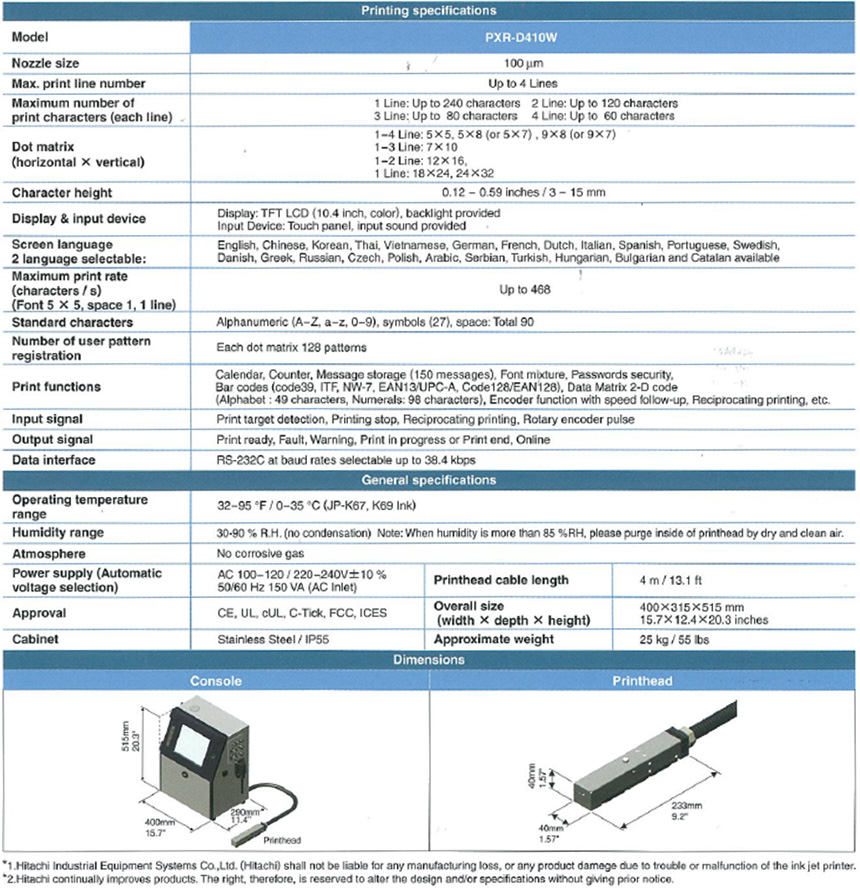 Printing specifications
Model PXR-D410W
Nozzle size 100 μm
Max. print line number Up to 4 Lines
Maximum number of
print characters (each line)
1 Line: Up to 240 characters 2 Line: Up to 120 characters
3 Line: Up to 80 characters 4 Line: Up to 60 characters
Dot matrix
(horizontal × vertical)
1-4 Line: 5×5, 5×8 (or 5×7) , 9×8 (or 9×7)
1-3 Line: 7×10
1-2 Line: 12×16,
1 Line: 18×24, 24×32
Character height 0.12 - 0.59 inches / 3 - 15 mm
Display & input device
Display: TFT LCD (10.4 inch, color), backlight provided
Input Device: Touch panel, input sound provided
Screen language
2 language selectable:
English, Chinese, Korean, Thai, Vietnamese, German, French, Dutch, Italian, Spanish, Portuguese, Swedish,
Danish, Greek, Russian, Czech, Polish, Arabic, Serbian, Turkish, Hungarian, Bulgarian and Catalan available
Maximum print rate
(characters / s)
(Font 5 × 5, space 1, 1 line)
Up to 468
Standard characters Alphanumeric (A-Z, a-z, 0-9), symbols (27), space: Total 90
Number of user pattern
registration
Each dot matrix 128 patterns
Print functions
Calendar, Counter, Message storage (150 messages), Font mixture, Passwords security,
Bar codes (code39, ITF, NW-7, EAN13/UPC-A, Code128/EAN128), Data Matrix 2-D code
(Alphabet : 49 characters, Numerals: 98 characters), Encoder function with speed follow-up, Reciprocating printing, etc.
Input signal Print target detection, Printing stop, Reciprocating printing, Rotary encoder pulse
Output signal Print ready, Fault, Warning, Print in progress or Print end, Online
Data interface RS-232C at baud rates selectable up to 38.4 kbps
General specifications
Operating temperature
range
32-95 °F / 0-35 °C (JP-K67, K69 Ink)
Humidity range 30-90 % R.H. (no condensation) Note: When humidity is more than 85 %RH, please purge inside of printhead by dry and clean air.
Atmosphere No corrosive gas
Power supply (Automatic
voltage selection)
AC 100-120 / 220-240V±10 %
50/60 Hz 150 VA (AC Inlet)
Printhead cable length 4 m / 13.1 ft
Approval CE, UL, cUL, C-Tick, FCC, ICES
Overall size
(width × depth × height)
400×315×515 mm
15.7×12.4×20.3 inches
Cabinet Stainless Steel / IP55
Approximate weight 25 kg / 55 lbs
Dimensions
Console Printhead
515mm
20.3"
400mm
15.7"
290mm
11.4"
Printhead
40mm
1.57"
40mm
1.57"
233mm
9.2"
*1.Hitachi Industrial Equipment Systems Co.,Ltd. (Hitachi) shall not be liable for any manufacturing loss, or any product damage due to trouble or malfunction of the ink jet printer.
*2.Hitachi continually improves products. The right, therefore, is reserved to alter the design and/or specifications without giving prior notice.